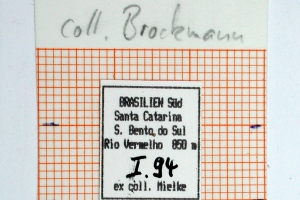 coll. Brockmann
BRASILIEN Süd
Santa Catarina
S. Bento do Sul
Rio Vermelho 850 m
I.94
ex coll. Mielke